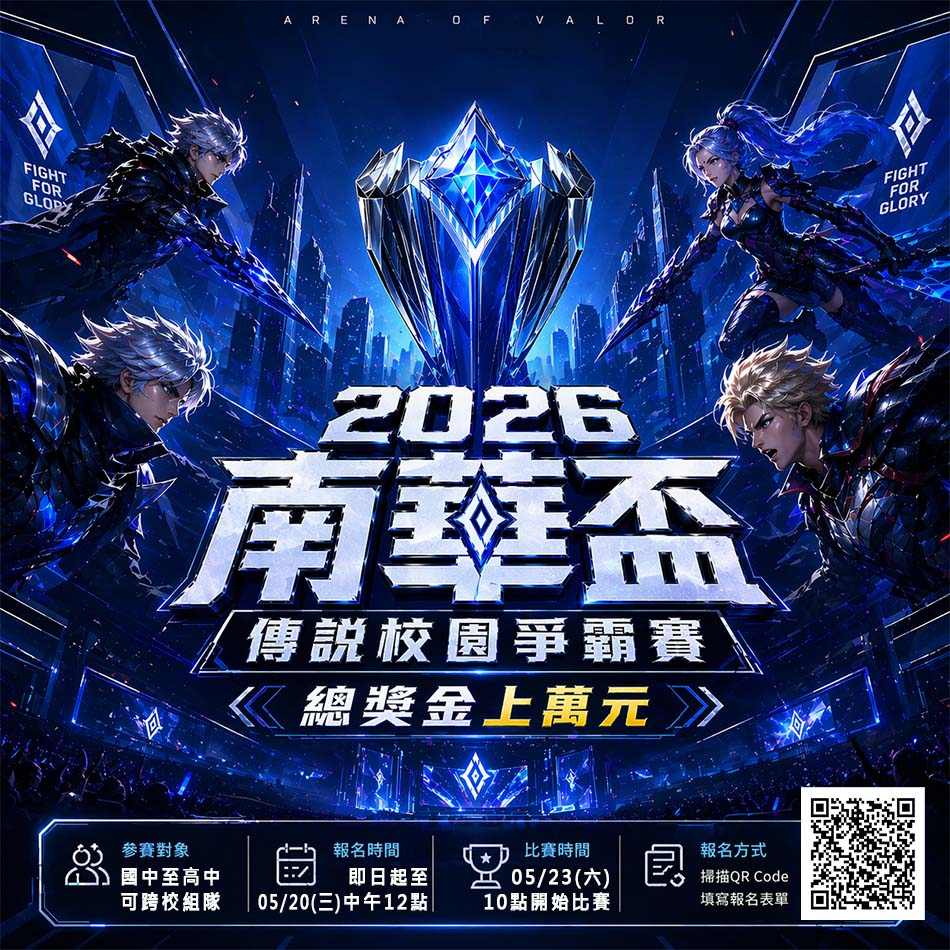 ARENA OF VALOR
FIGHT
FOR
GLORY
FIGHT
FOR
GLORY
2026
南華盃
傳說校園爭霸賽
總獎金上萬元
參賽對象
國中至高中
可跨校組隊
報名時間
即日起至
05/20(三)中午12點
比賽時間
05/23(六)
10點開始比賽
報名方式
掃描QR Code
填寫報名表單